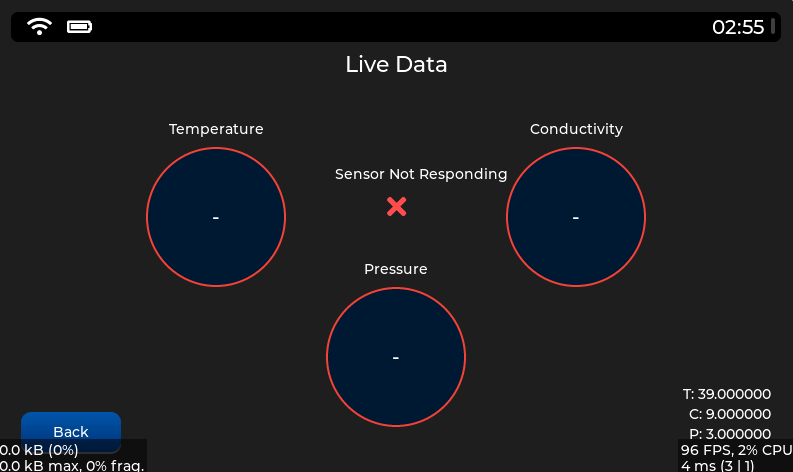 02:55
Live Data
Temperature
Conductivity
Sensor Not Responding
-
-
Pressure
-
T: 39.000000
C: 9.000000
P: 3.000000
Back
0.0 kB (0%)
0.0 kB max, 0% frag.
96 FPS, 2% CPU
4 ms (3 | 1)